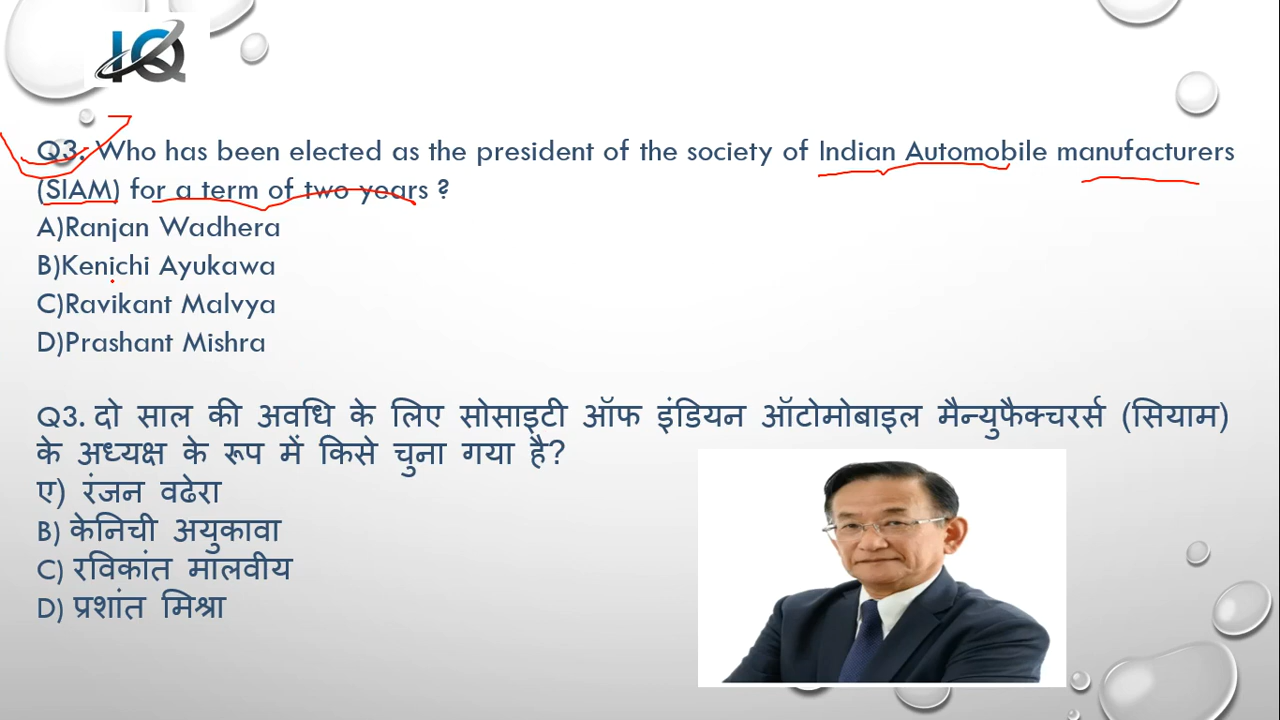 IQ
Q3. Who has been elected as the president of the society of Indian Automobile manufacturers
(SIAM) for a term of two years ?
A)Ranjan Wadhera
B)Kenichi Ayukawa
C)Ravikant Malvya
D)Prashant Mishra
Q3. दो साल की अवधि के लिए सोसाइटी ऑफ इंडियन ऑटोमोबाइल मैन्युफैक्चरर्स (सियाम)
के अध्यक्ष के रूप में किसे चुना गया है?
ए) रंजन वढेरा
B) केनिची अयुकावा
C) रविकांत मालवीय
D) प्रशांत मिश्रा